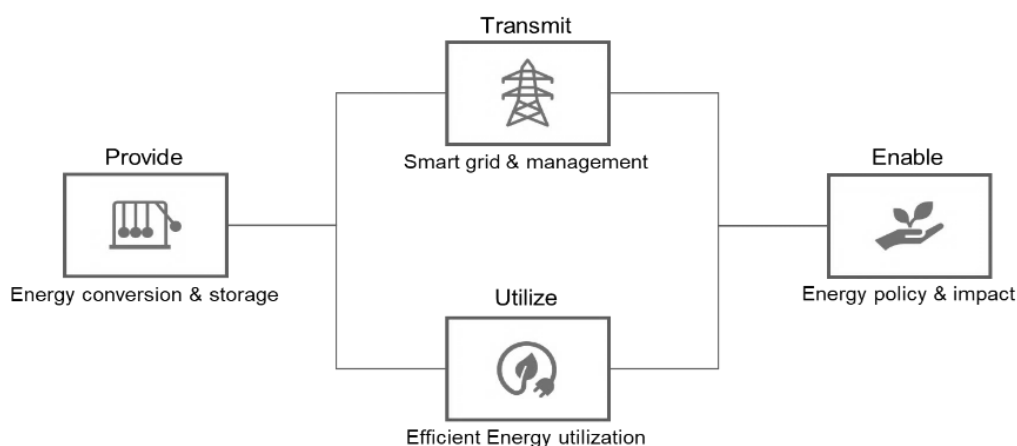 Transmit
Smart grid & management
Provide
Energy conversion & storage
Enable
Energy policy & impact
Utilize
Efficient Energy utilization